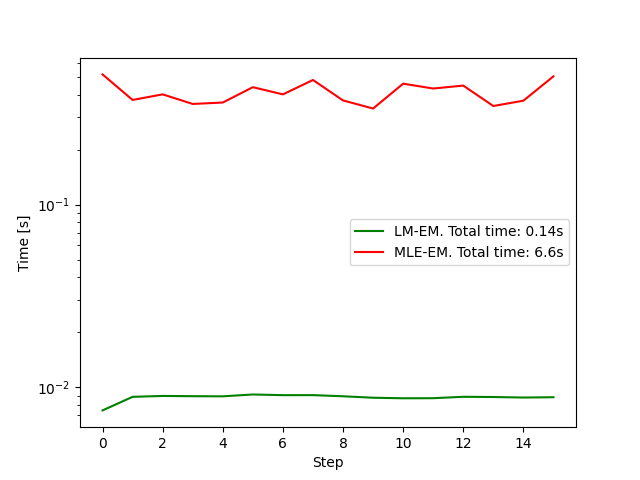 10⁻¹
10⁻²
Time [s]
LM-EM. Total time: 0.14s
MLE-EM. Total time: 6.6s
0 2 4 6 8 10 12 14
Step